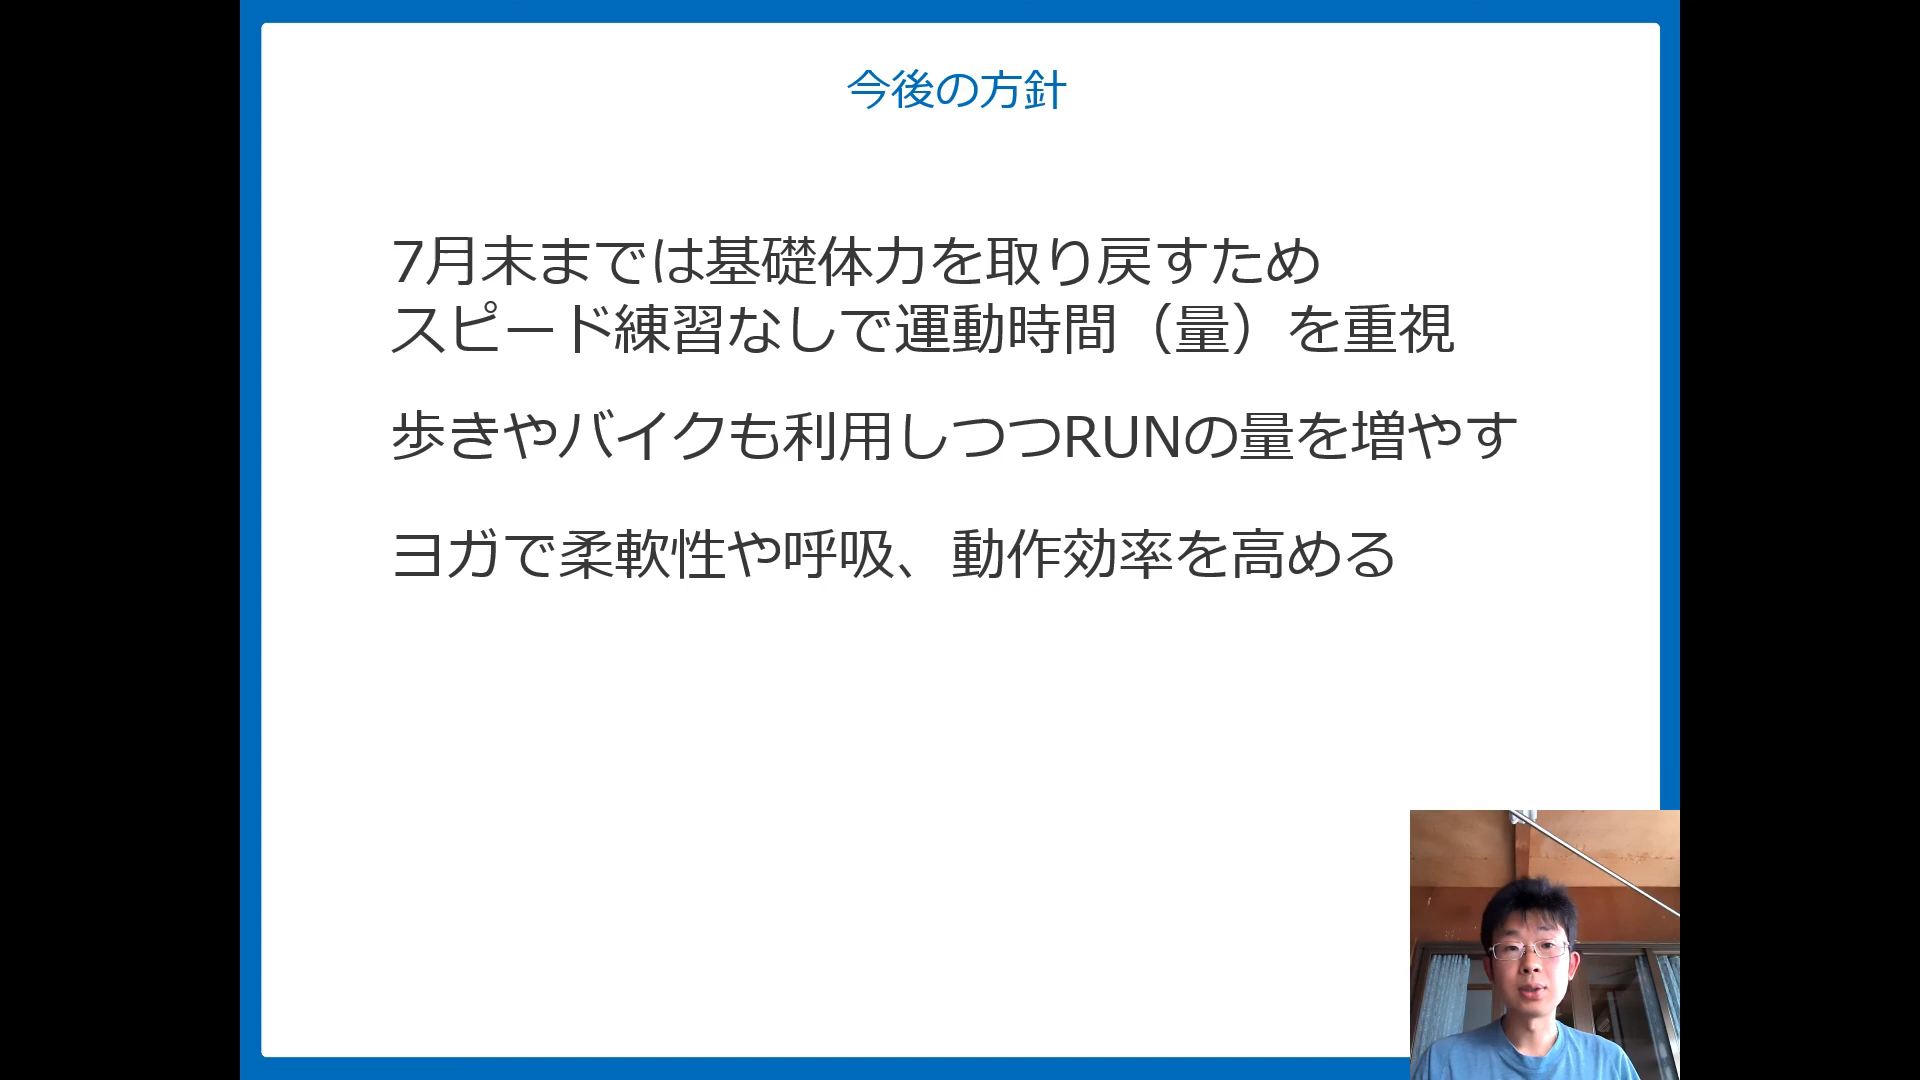 今後の方針
7月末までは基礎体力を取り戻すため
スピード練習なしで運動時間（量）を重視
歩きやバイクも利用しつつRUNの量を増やす
ヨガで柔軟性や呼吸、動作効率を高める